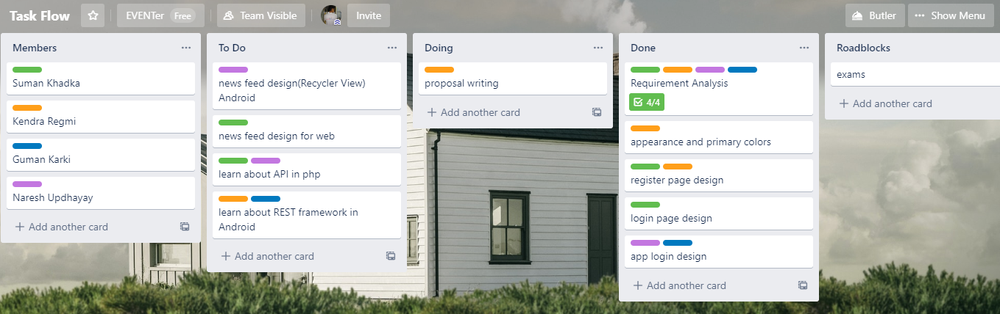 Task Flow
EVENTer Free
Team Visible
Invite
Butler
Show Menu
Members
Suman Khadka
Kendra Regmi
Guman Karki
Naresh Updhayay
Add another card
To Do
news feed design(Recycler View)
Android
news feed design for web
learn about API in php
learn about REST framework in
Android
Add another card
Doing
proposal writing
Add another card
Done
Requirement Analysis
4/4
appearance and primary colors
register page design
login page design
app login design
Add another card
Roadblocks
exams
Add another card